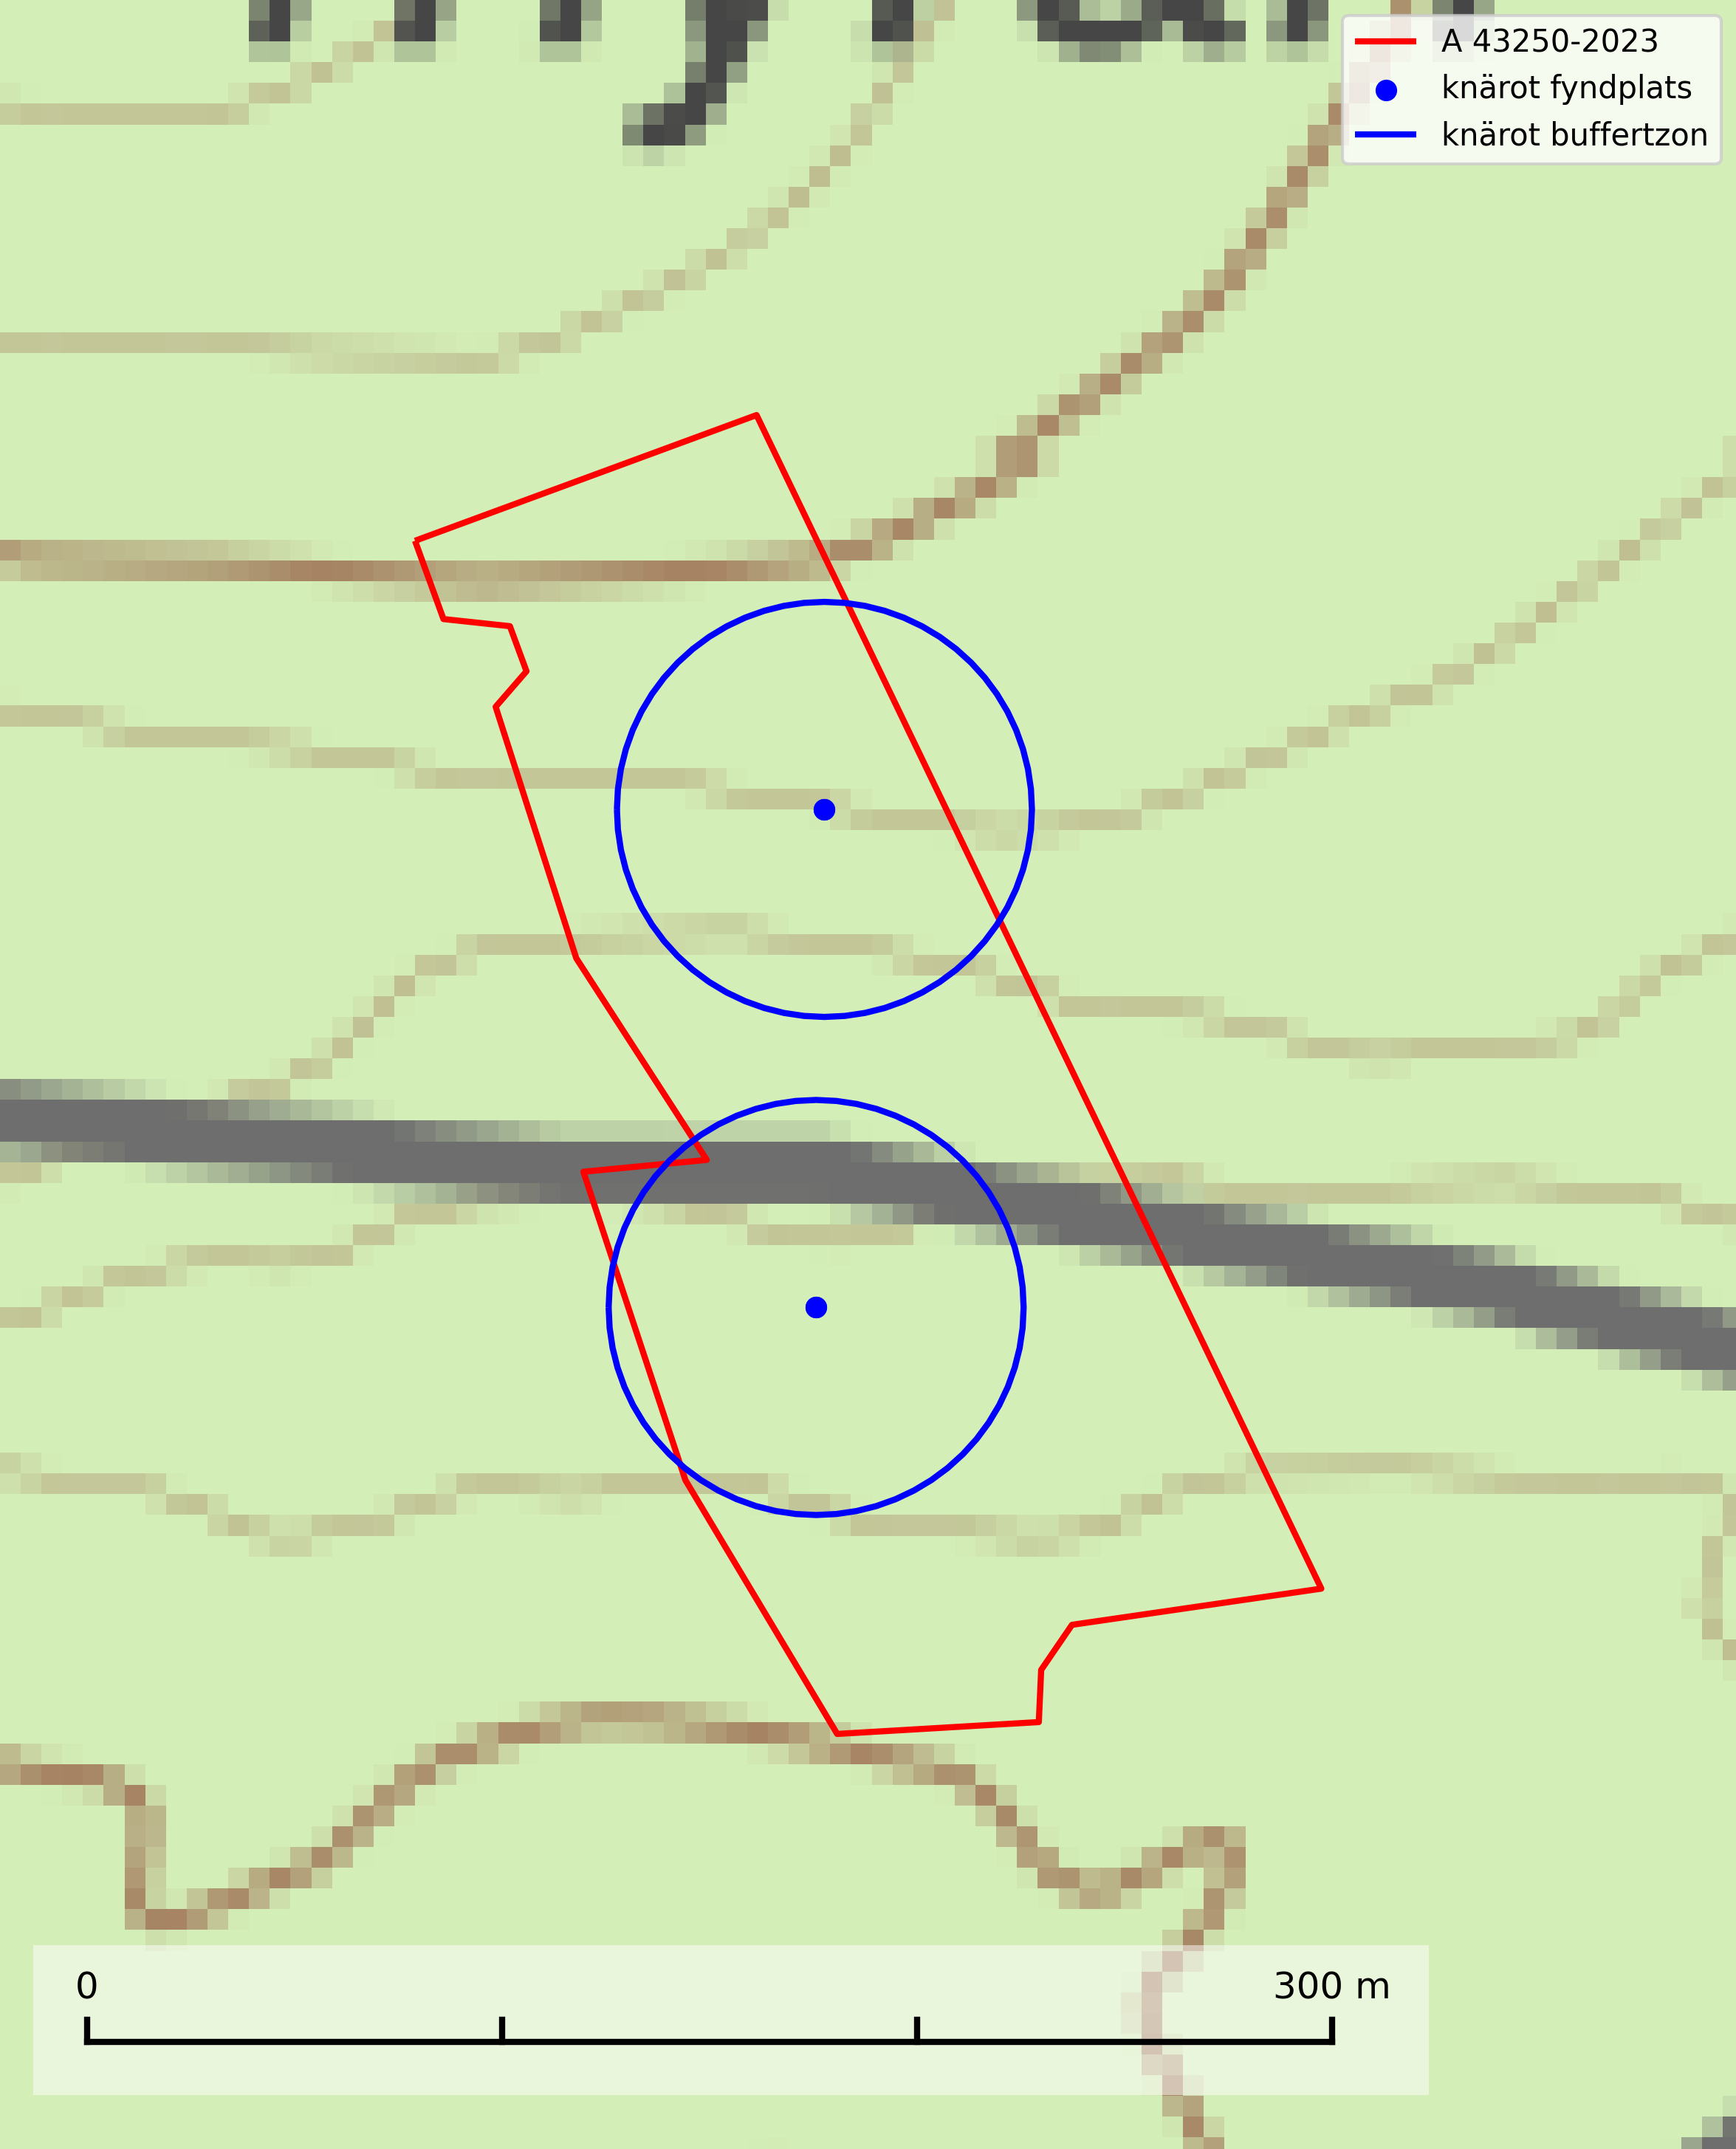 A 43250-2023
knärot fyndplats
knärot buffertzon
0
300 m